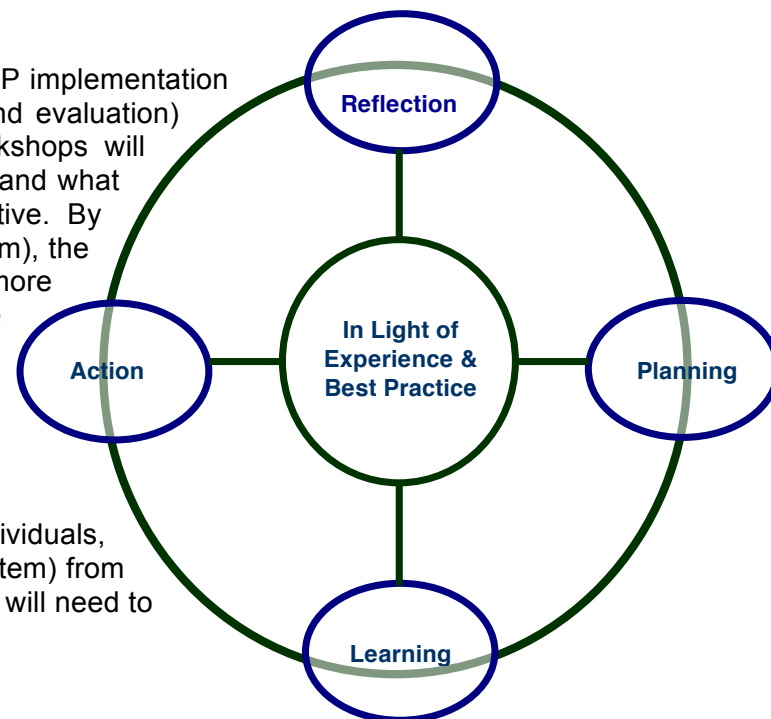 P implementation
nd evaluation)
kshops will
and what
tive. By
m), the
more
ividuals,
tem) from
will need to
Reflection
Action
In Light of
Experience &
Best Practice
Planning
Learning